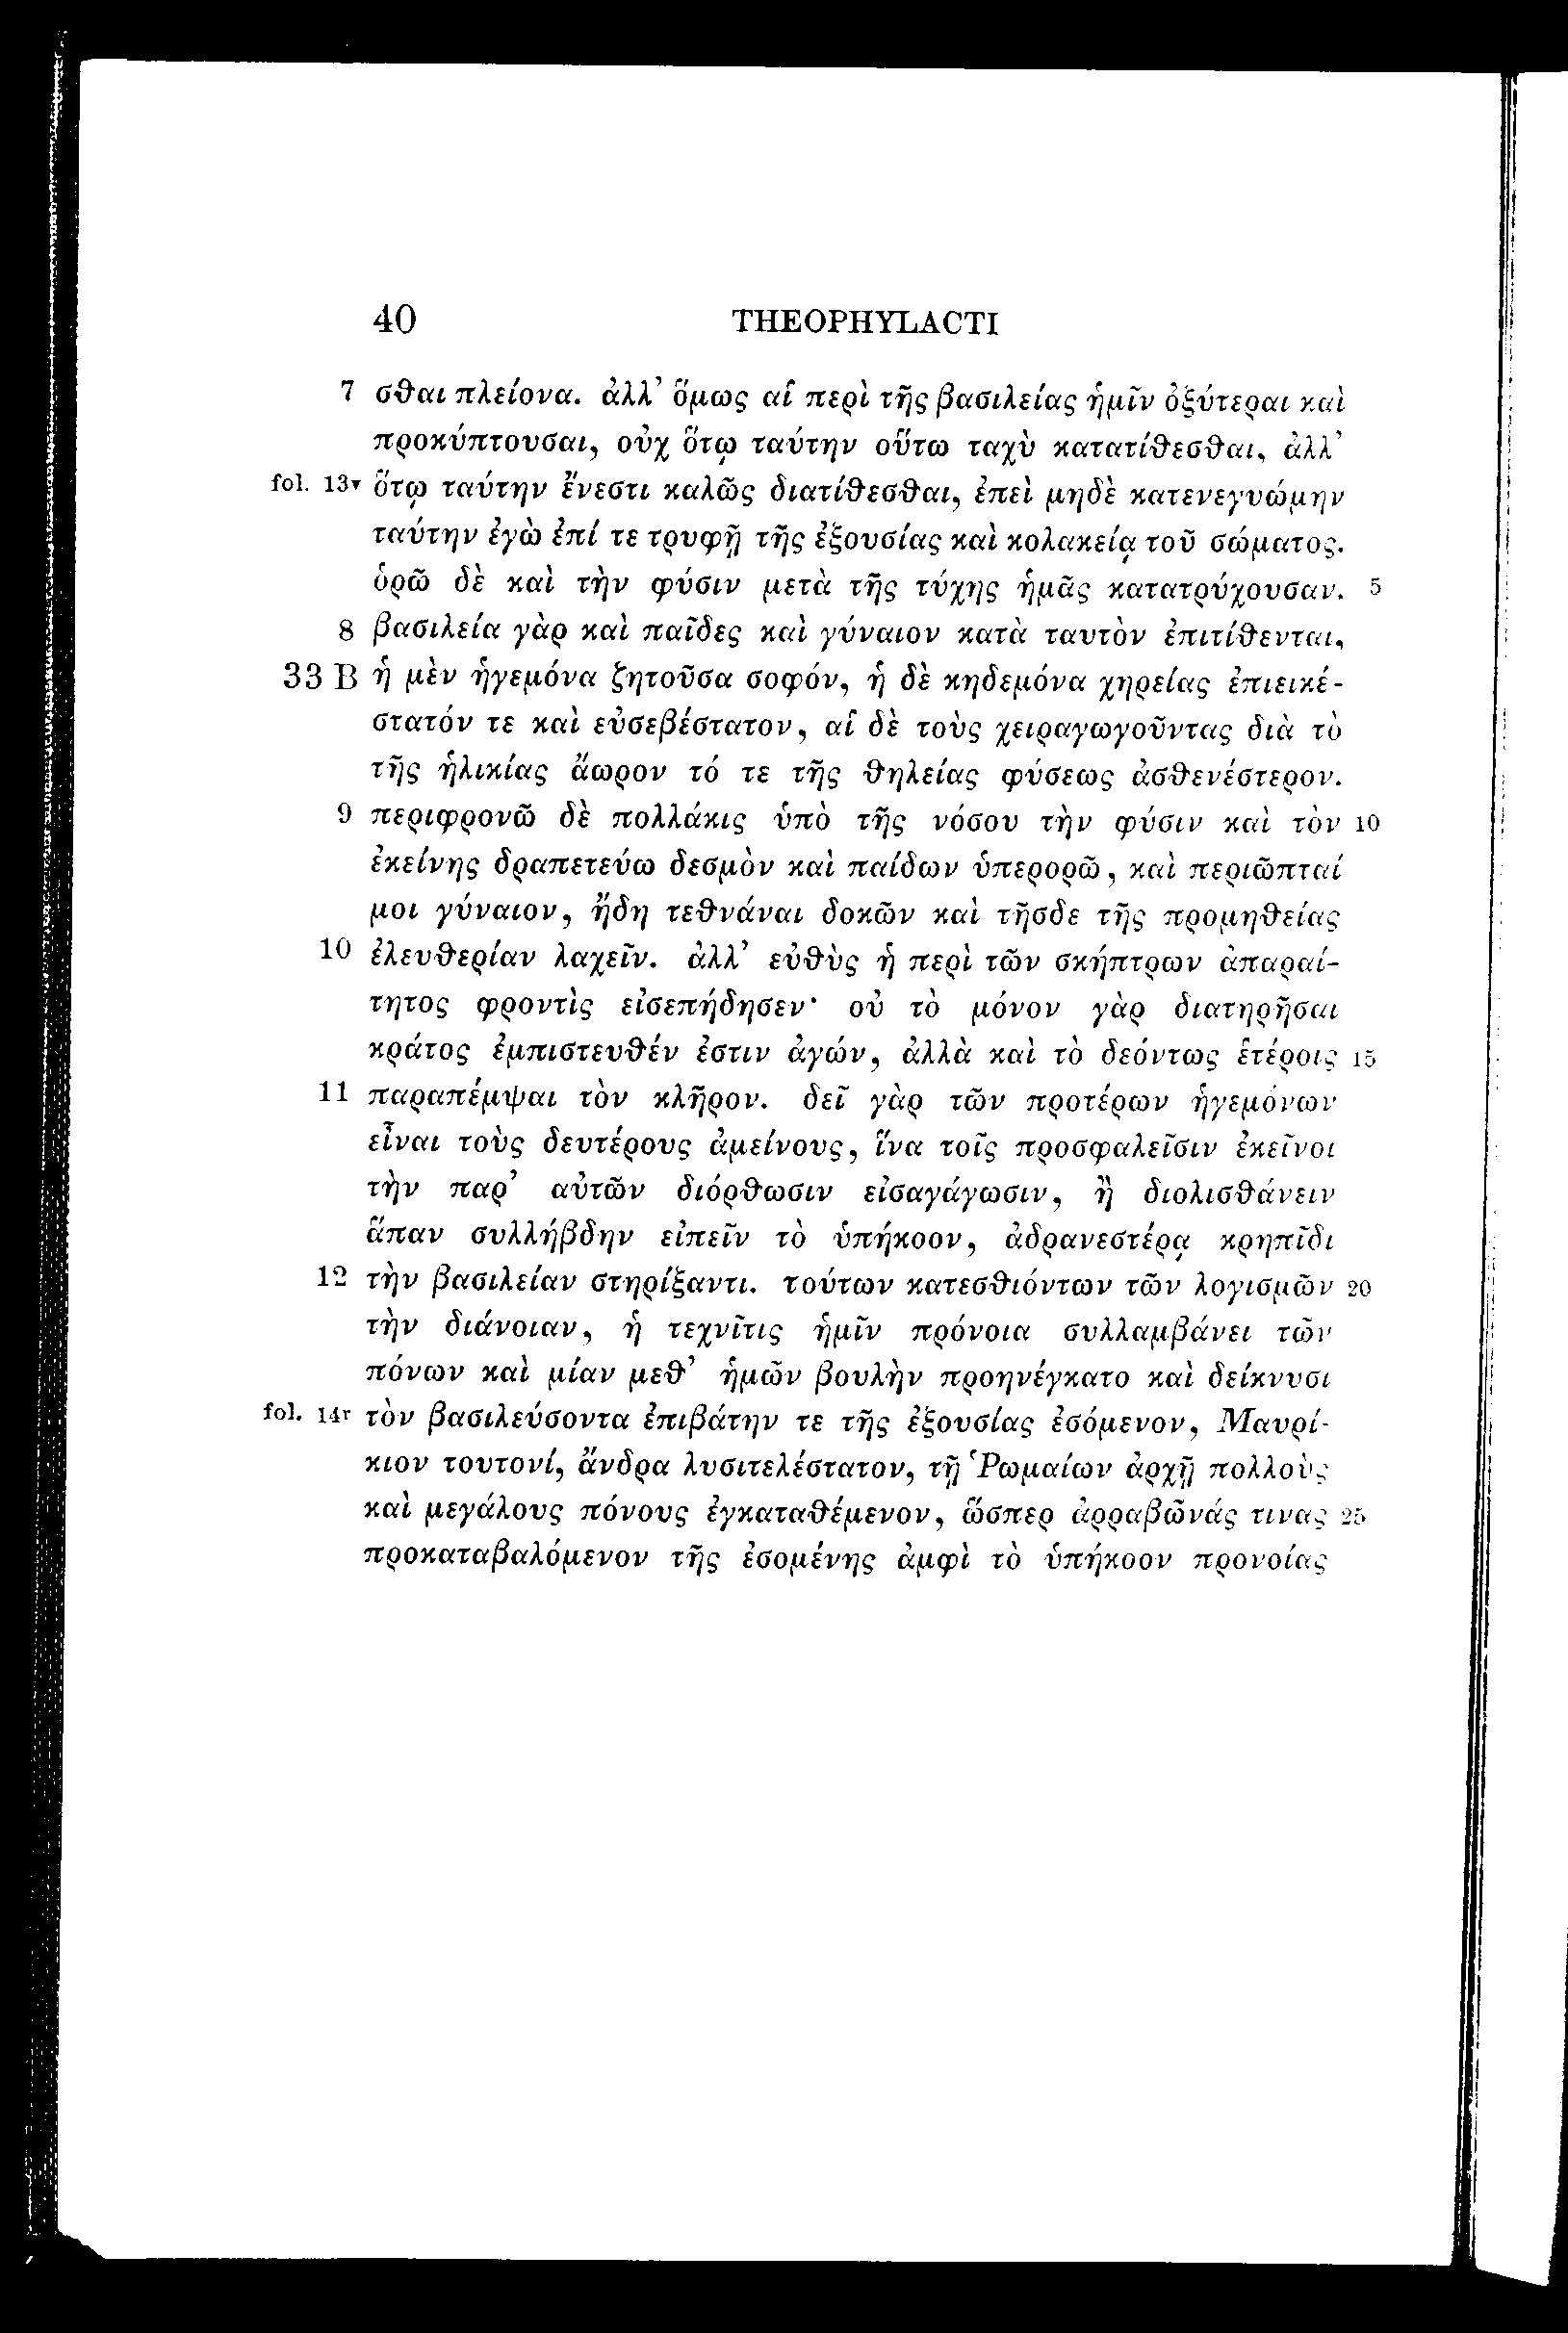 40 THEOPHYLACTI
7 σθαι πλείονα. ἀλλ’ ὅμως αἱ περὶ τῆς βασιλείας ἡμῖν ὀξύτεραι καὶ
προκύπτουσαι, οὐχ ὅτῳ ταύτην οὕτω ταχὺ κατατίθεσθαι, ἀλλ’
fol. 13v ὅτῳ ταύτην ἔνεστι καλῶς διατίθεσθαι, ἐπεὶ μηδὲ κατενεγυώμην
ταύτην ἐγὼ ἐπί τε τρυφῇ τῆς ἐξουσίας καὶ κολακείᾳ τοῦ σώματος.
ὁρῶ δὲ καὶ τὴν φύσιν μετὰ τῆς τύχης ἡμᾶς κατατρύχουσαν. 5
8 βασιλεία γὰρ καὶ παῖδες καὶ γύναιον κατὰ ταυτὸν ἐπιτίθενται,
33 B ἡ μὲν ἡγεμόνα ζητοῦσα σοφόν, ἡ δὲ κηδεμόνα χηρείας ἐπιεικέ-
στατόν τε καὶ εὐσεβέστατον, αἱ δὲ τοὺς χειραγωγοῦντας διὰ τὸ
τῆς ἡλικίας ἄωρον τό τε τῆς θηλείας φύσεως ἀσθενέστερον.
9 περιφρονῶ δὲ πολλάκις ὑπὸ τῆς νόσου τὴν φύσιν καὶ τὸν 10
ἐκείνης δραπετεύω δεσμὸν καὶ παίδων ὑπερορῶ, καὶ περιῶπταί
μοι γύναιον, ἤδη τεθνάναι δοκῶν καὶ τῆσδε τῆς προμηθείας
10 ἐλευθερίαν λαχεῖν. ἀλλ’ εὐθὺς ἡ περὶ τῶν σκήπτρων ἀπαραί-
τητος φροντὶς εἰσεπήδησεν· οὐ τὸ μόνον γὰρ διατηρῆσαι
κράτος ἐμπιστευθέν ἐστιν ἀγών, ἀλλὰ καὶ τὸ δεόντως ἑτέροις 15
11 παραπέμψαι τὸν κλῆρον. δεῖ γὰρ τῶν προτέρων ἡγεμόνων
εἶναι τοὺς δευτέρους ἀμείνους, ἵνα τοῖς προσφαλεῖσιν ἐκεῖνοι
τὴν παρ’ αὑτῶν διόρθωσιν εἰσαγάγωσιν, ἢ διολισθάνειν
ἅπαν συλλήβδην εἰπεῖν τὸ ὑπήκοον, ἀδρανεστέρᾳ κρηπῖδι
12 τὴν βασιλείαν στηρίξαντι. τούτων κατεσθιόντων τῶν λογισμῶν 20
τὴν διάνοιαν, ἡ τεχνῖτις ἡμῖν πρόνοια συλλαμβάνει τῶν
πόνων καὶ μίαν μεθ’ ἡμῶν βουλὴν προηνέγκατο καὶ δείκνυσι
fol. 14r τὸν βασιλεύσοντα ἐπιβάτην τε τῆς ἐξουσίας ἐσόμενον, Μαυρί-
κιον τουτονί, ἄνδρα λυσιτελέστατον, τῇ Ῥωμαίων ἀρχῇ πολλοὺς
καὶ μεγάλους πόνους ἐγκαταθέμενον, ὥσπερ ἀρραβῶνάς τινας 25
προκαταβαλόμενον τῆς ἐσομένης ἀμφὶ τὸ ὑπήκοον προνοίας